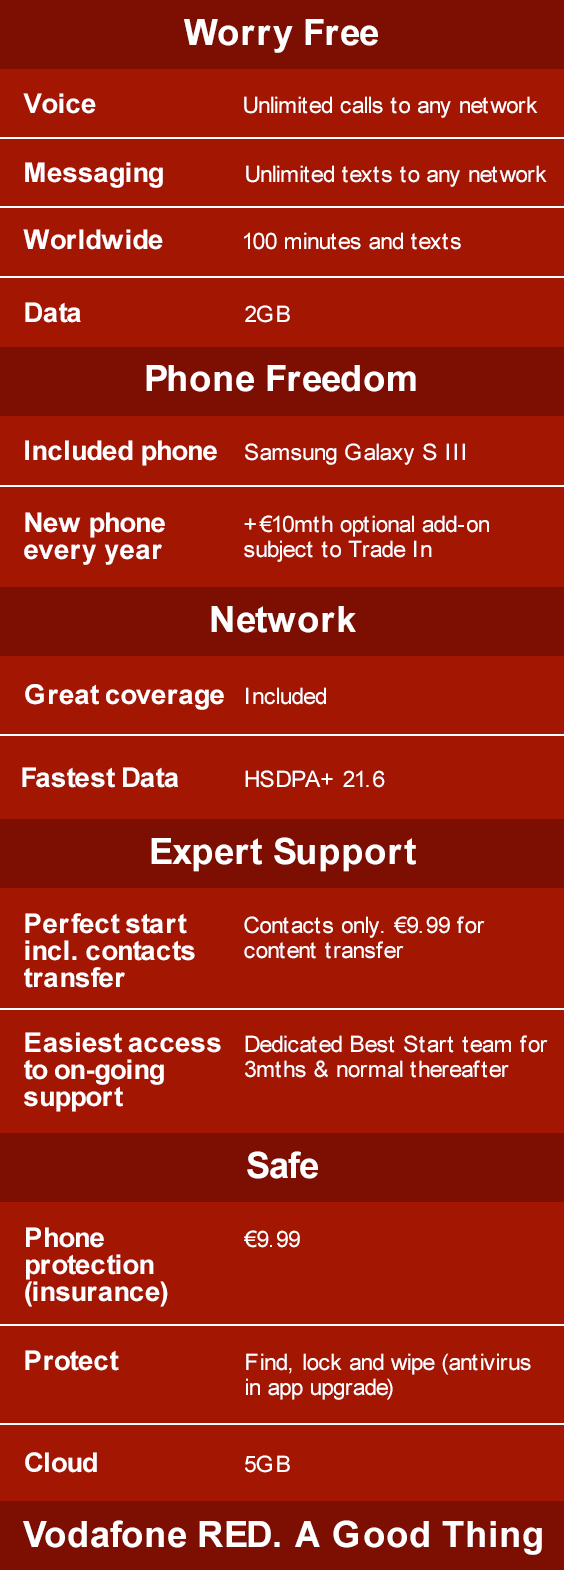 Worry Free
Voice Unlimited calls to any network
Messaging Unlimited texts to any network
Worldwide 100 minutes and texts
Data 2GB
Phone Freedom
Included phone Samsung Galaxy S III
New phone every year
+€10mth optional add-on subject to Trade In
Network
Great coverage Included
Fastest Data HSDPA+ 21.6
Expert Support
Perfect start
incl. contacts
transfer
Contacts only. €9.99 for
content transfer
Easiest access
to on-going
support
Dedicated Best Start team for
3mths & normal thereafter
Safe
Phone
protection
(insurance)
€9.99
Protect
Find, lock and wipe (antivirus
in app upgrade)
Cloud 5GB
Vodafone RED. A Good Thing